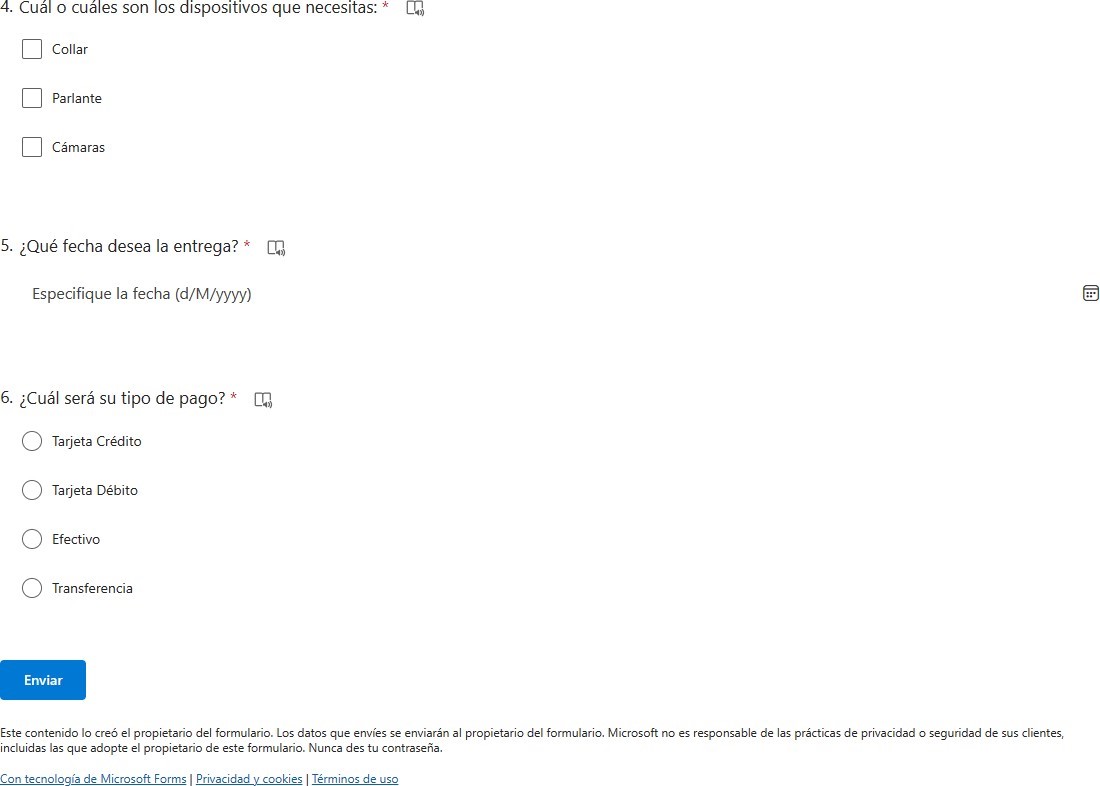 4. Cuál o cuáles son los dispositivos que necesitas: *
Collar
Parlante
Cámaras
5. ¿Qué fecha desea la entrega? *
Especifique la fecha (d/M/yyyy)
6. ¿Cuál será su tipo de pago? *
Tarjeta Crédito
Tarjeta Débito
Efectivo
Transferencia
Enviar
Este contenido lo creó el propietario del formulario. Los datos que envíes se enviarán al propietario del formulario. Microsoft no es responsable de las prácticas de privacidad o seguridad de sus clientes,
incluidas las que adopte el propietario de este formulario. Nunca des tu contraseña.
Con tecnología de Microsoft Forms | Privacidad y cookies | Términos de uso